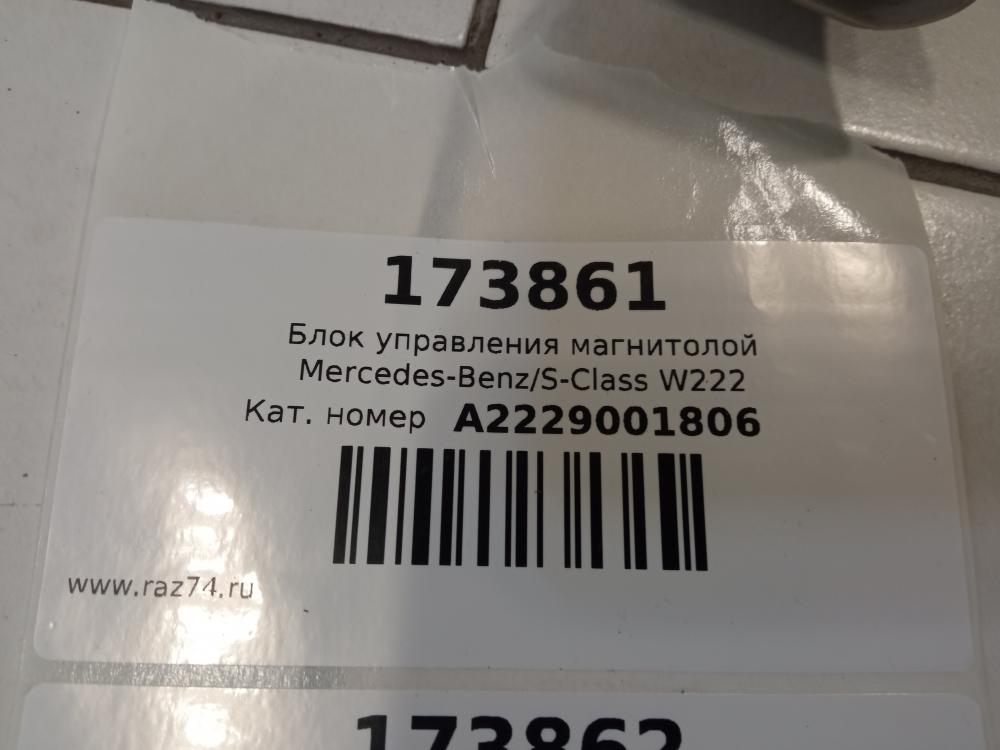 173861
Блок управления магнитолой
Mercedes-Benz/S-Class W222
Кат. номер A2229001806
www.raz74.ru
173862